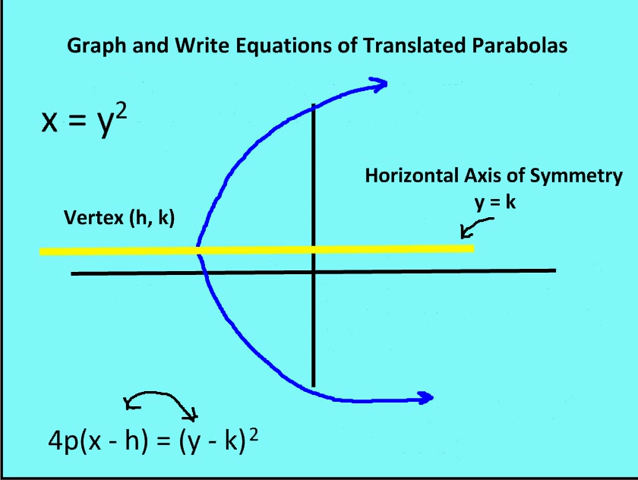 Graph and Write Equations of Translated Parabolas
x = y²
Horizontal Axis of Symmetry
y = k
Vertex (h, k)
4p(x - h) = (y - k)²